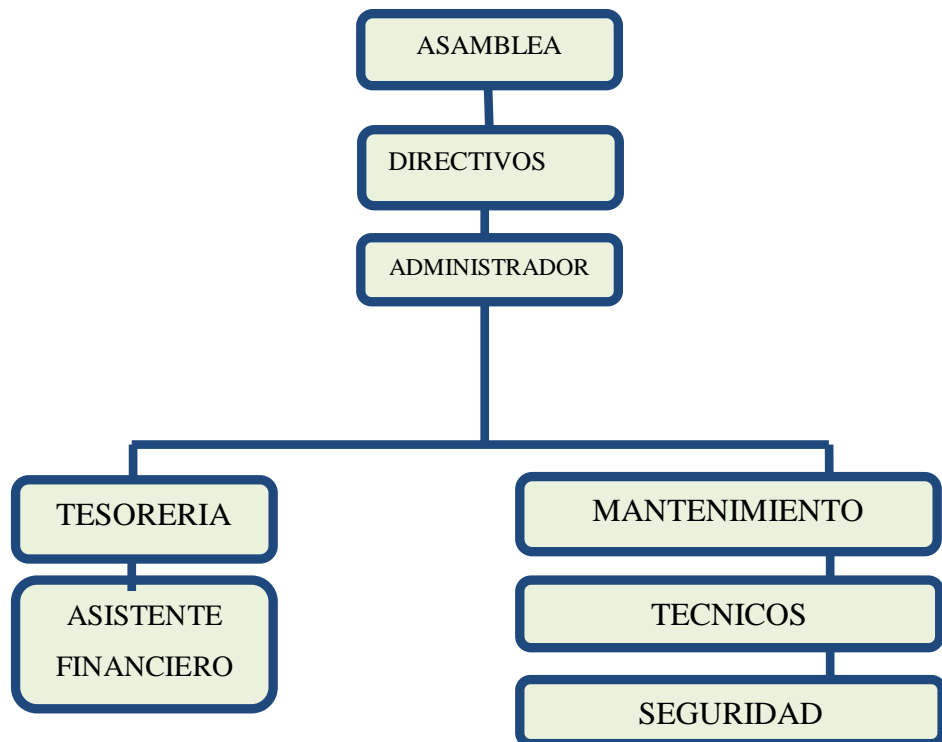 ASAMBLEA
DIRECTIVOS
ADMINISTRADOR
TESORERIA
ASISTENTE
FINANCIERO
MANTENIMIENTO
TECNICOS
SEGURIDAD